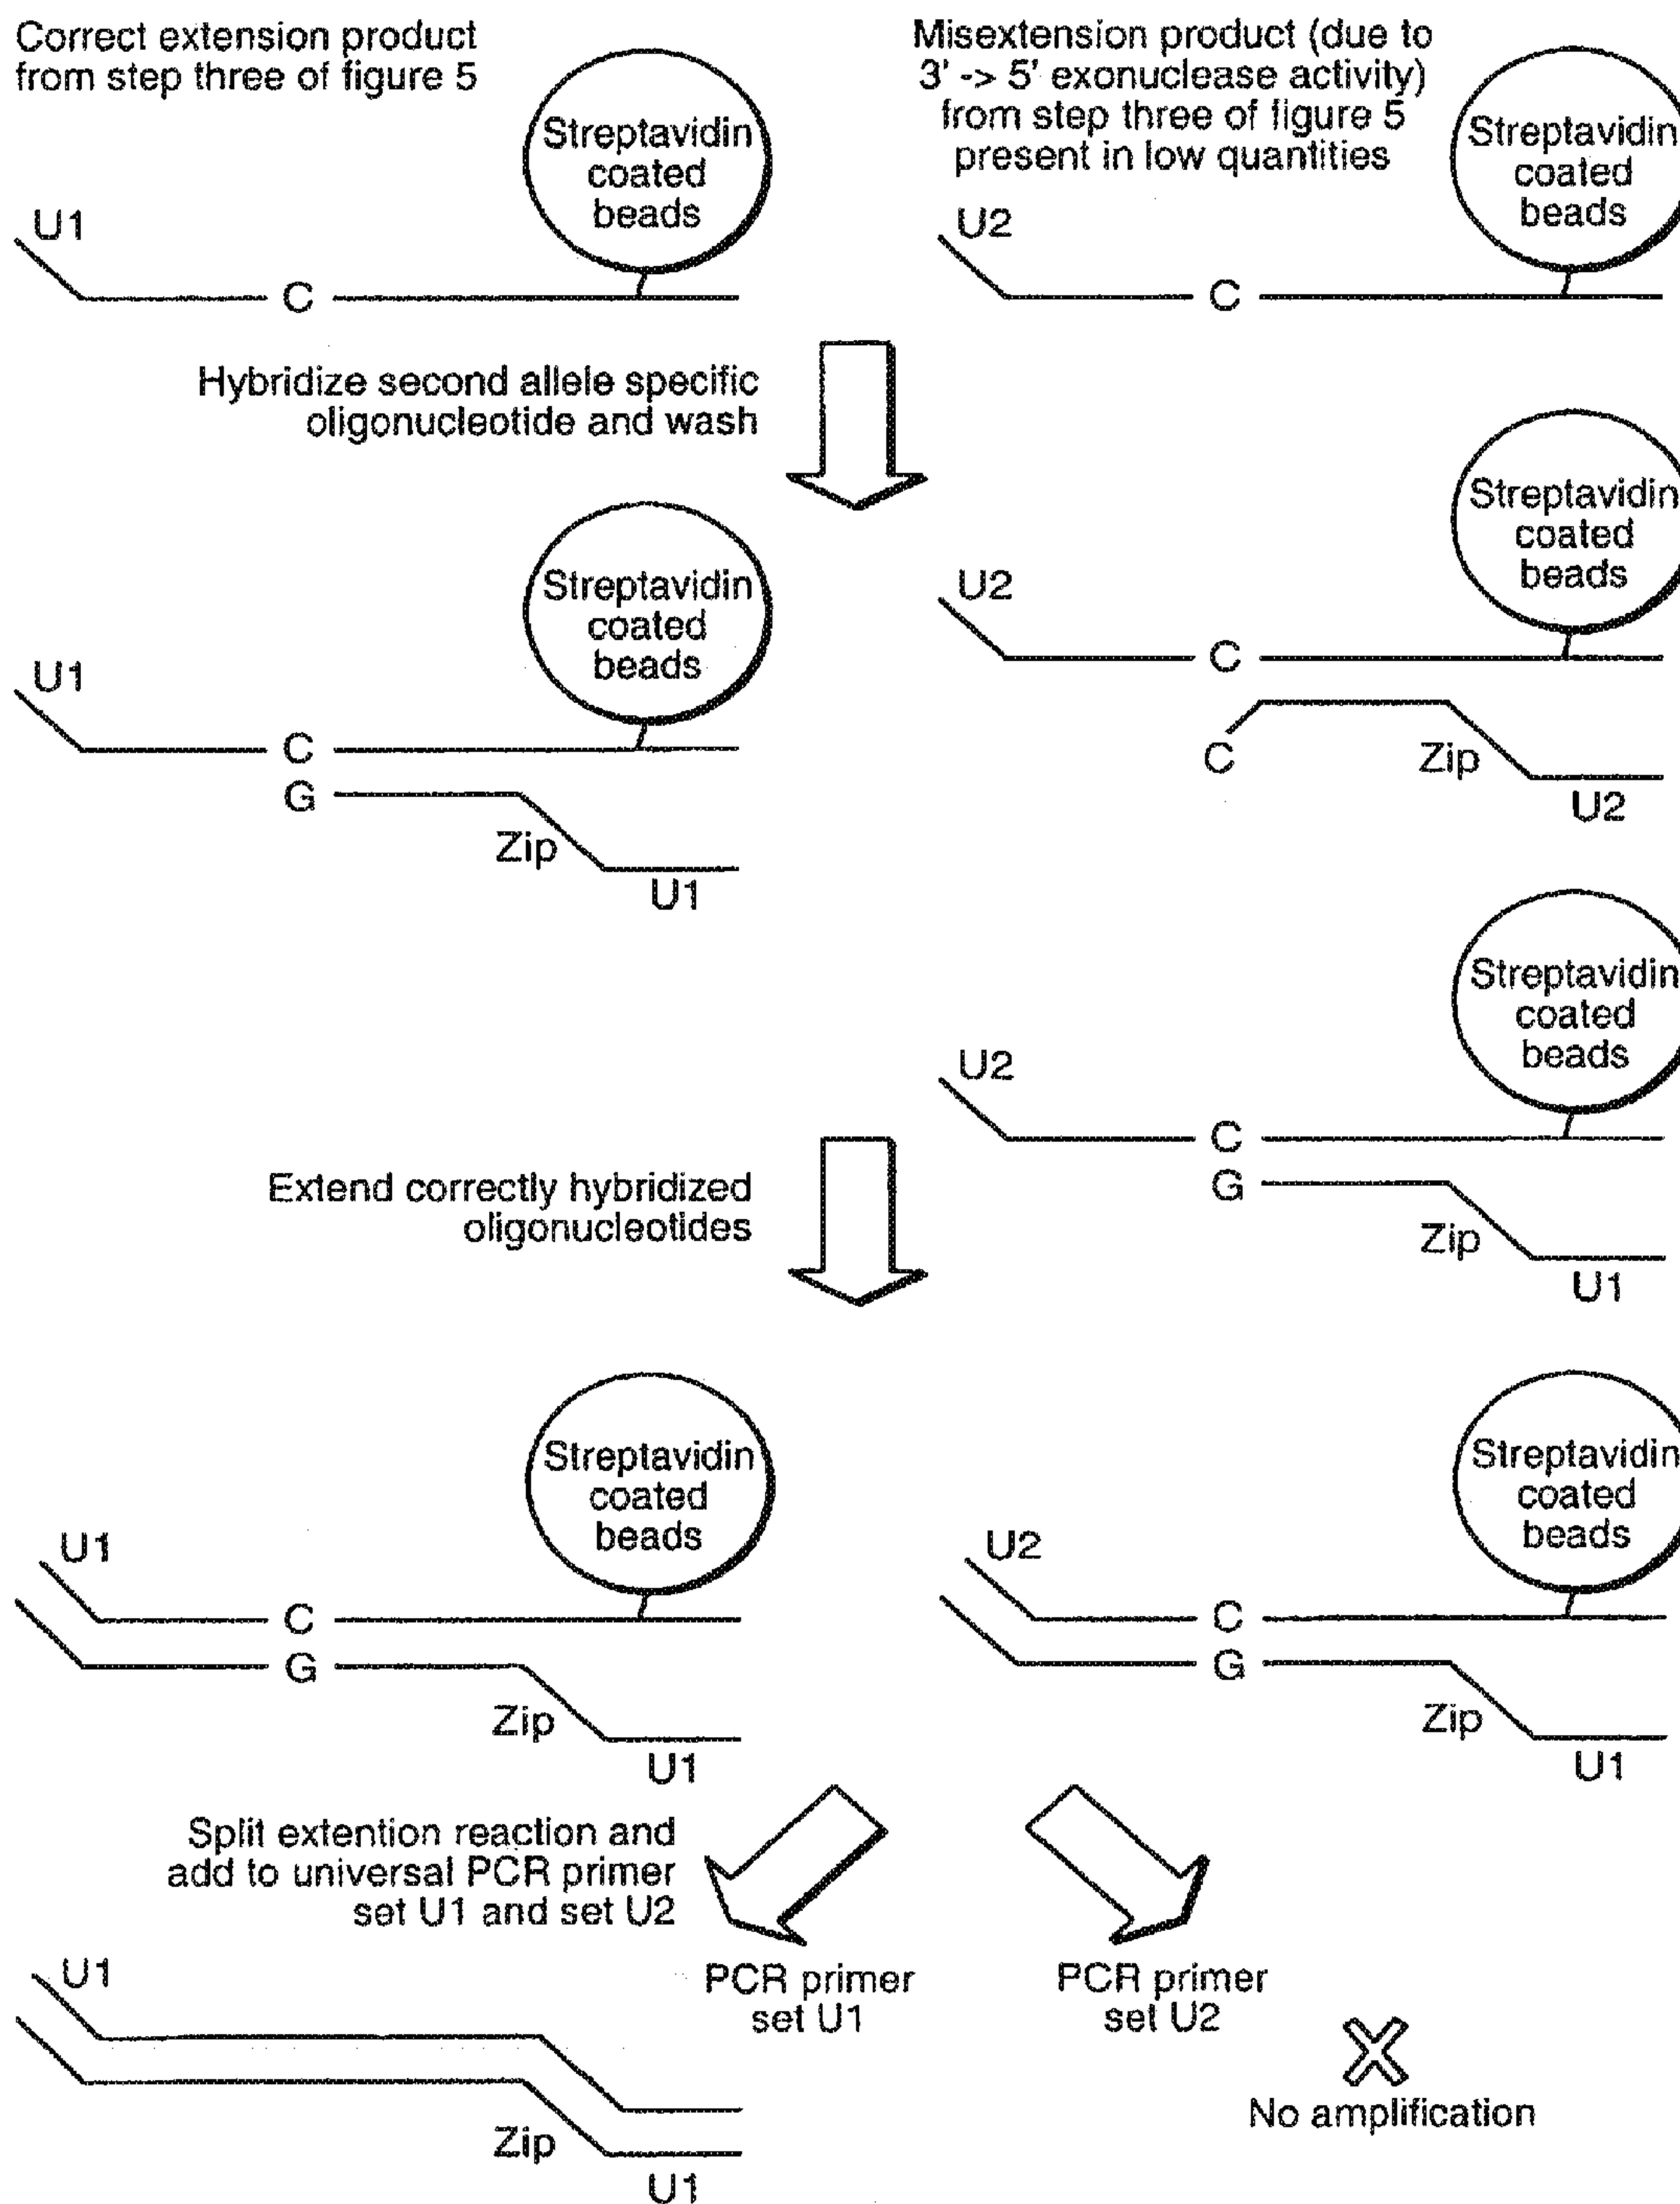 Correct extension product
from step three of figure 5
Streptavidin
coated
beads
U1
C
Misextension product (due to
3' -> 5' exonuclease activity)
from step three of figure 5
present in low quantities
Streptavidin
coated
beads
U2
C
Hybridize second allele specific
oligonucleotide and wash
Streptavidin
coated
beads
U1
C
G
Zip
U1
Streptavidin
coated
beads
U2
C
C
Zip
U2
Streptavidin
coated
beads
U2
C
G
Zip
U1
Extend correctly hybridized
oligonucleotides
Streptavidin
coated
beads
U1
C
G
Zip
U1
Streptavidin
coated
beads
U2
C
G
Zip
U1
Split extention reaction and
add to universal PCR primer
set U1 and set U2
PCR primer
set U1
PCR primer
set U2
U1
Zip
U1
No amplification